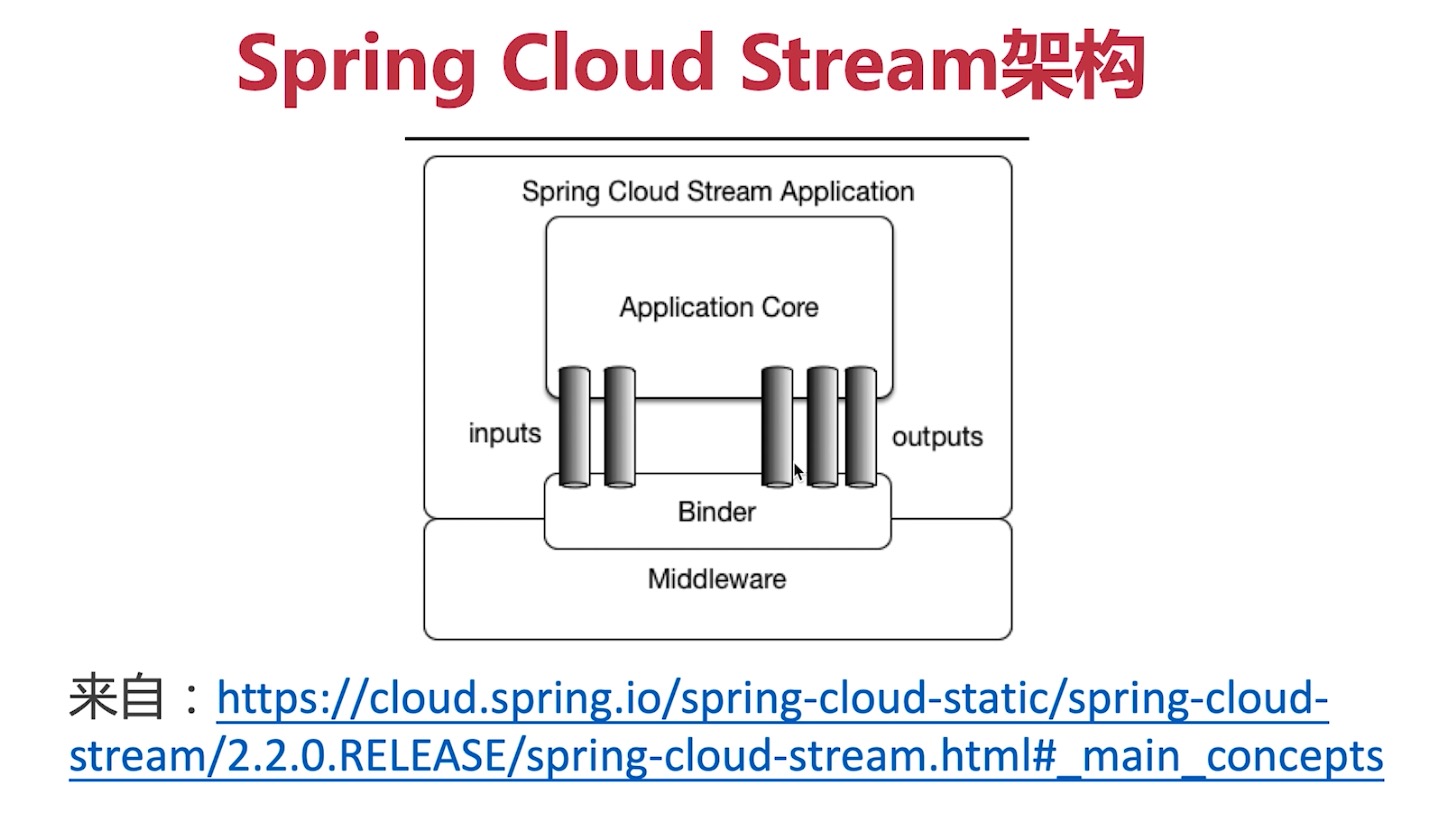 Spring Cloud Stream架构
Spring Cloud Stream Application
Application Core
inputs
outputs
Binder
Middleware
来自：https://cloud.spring.io/spring-cloud-static/spring-cloud-
stream/2.2.0.RELEASE/spring-cloud-stream.html#_main_concepts